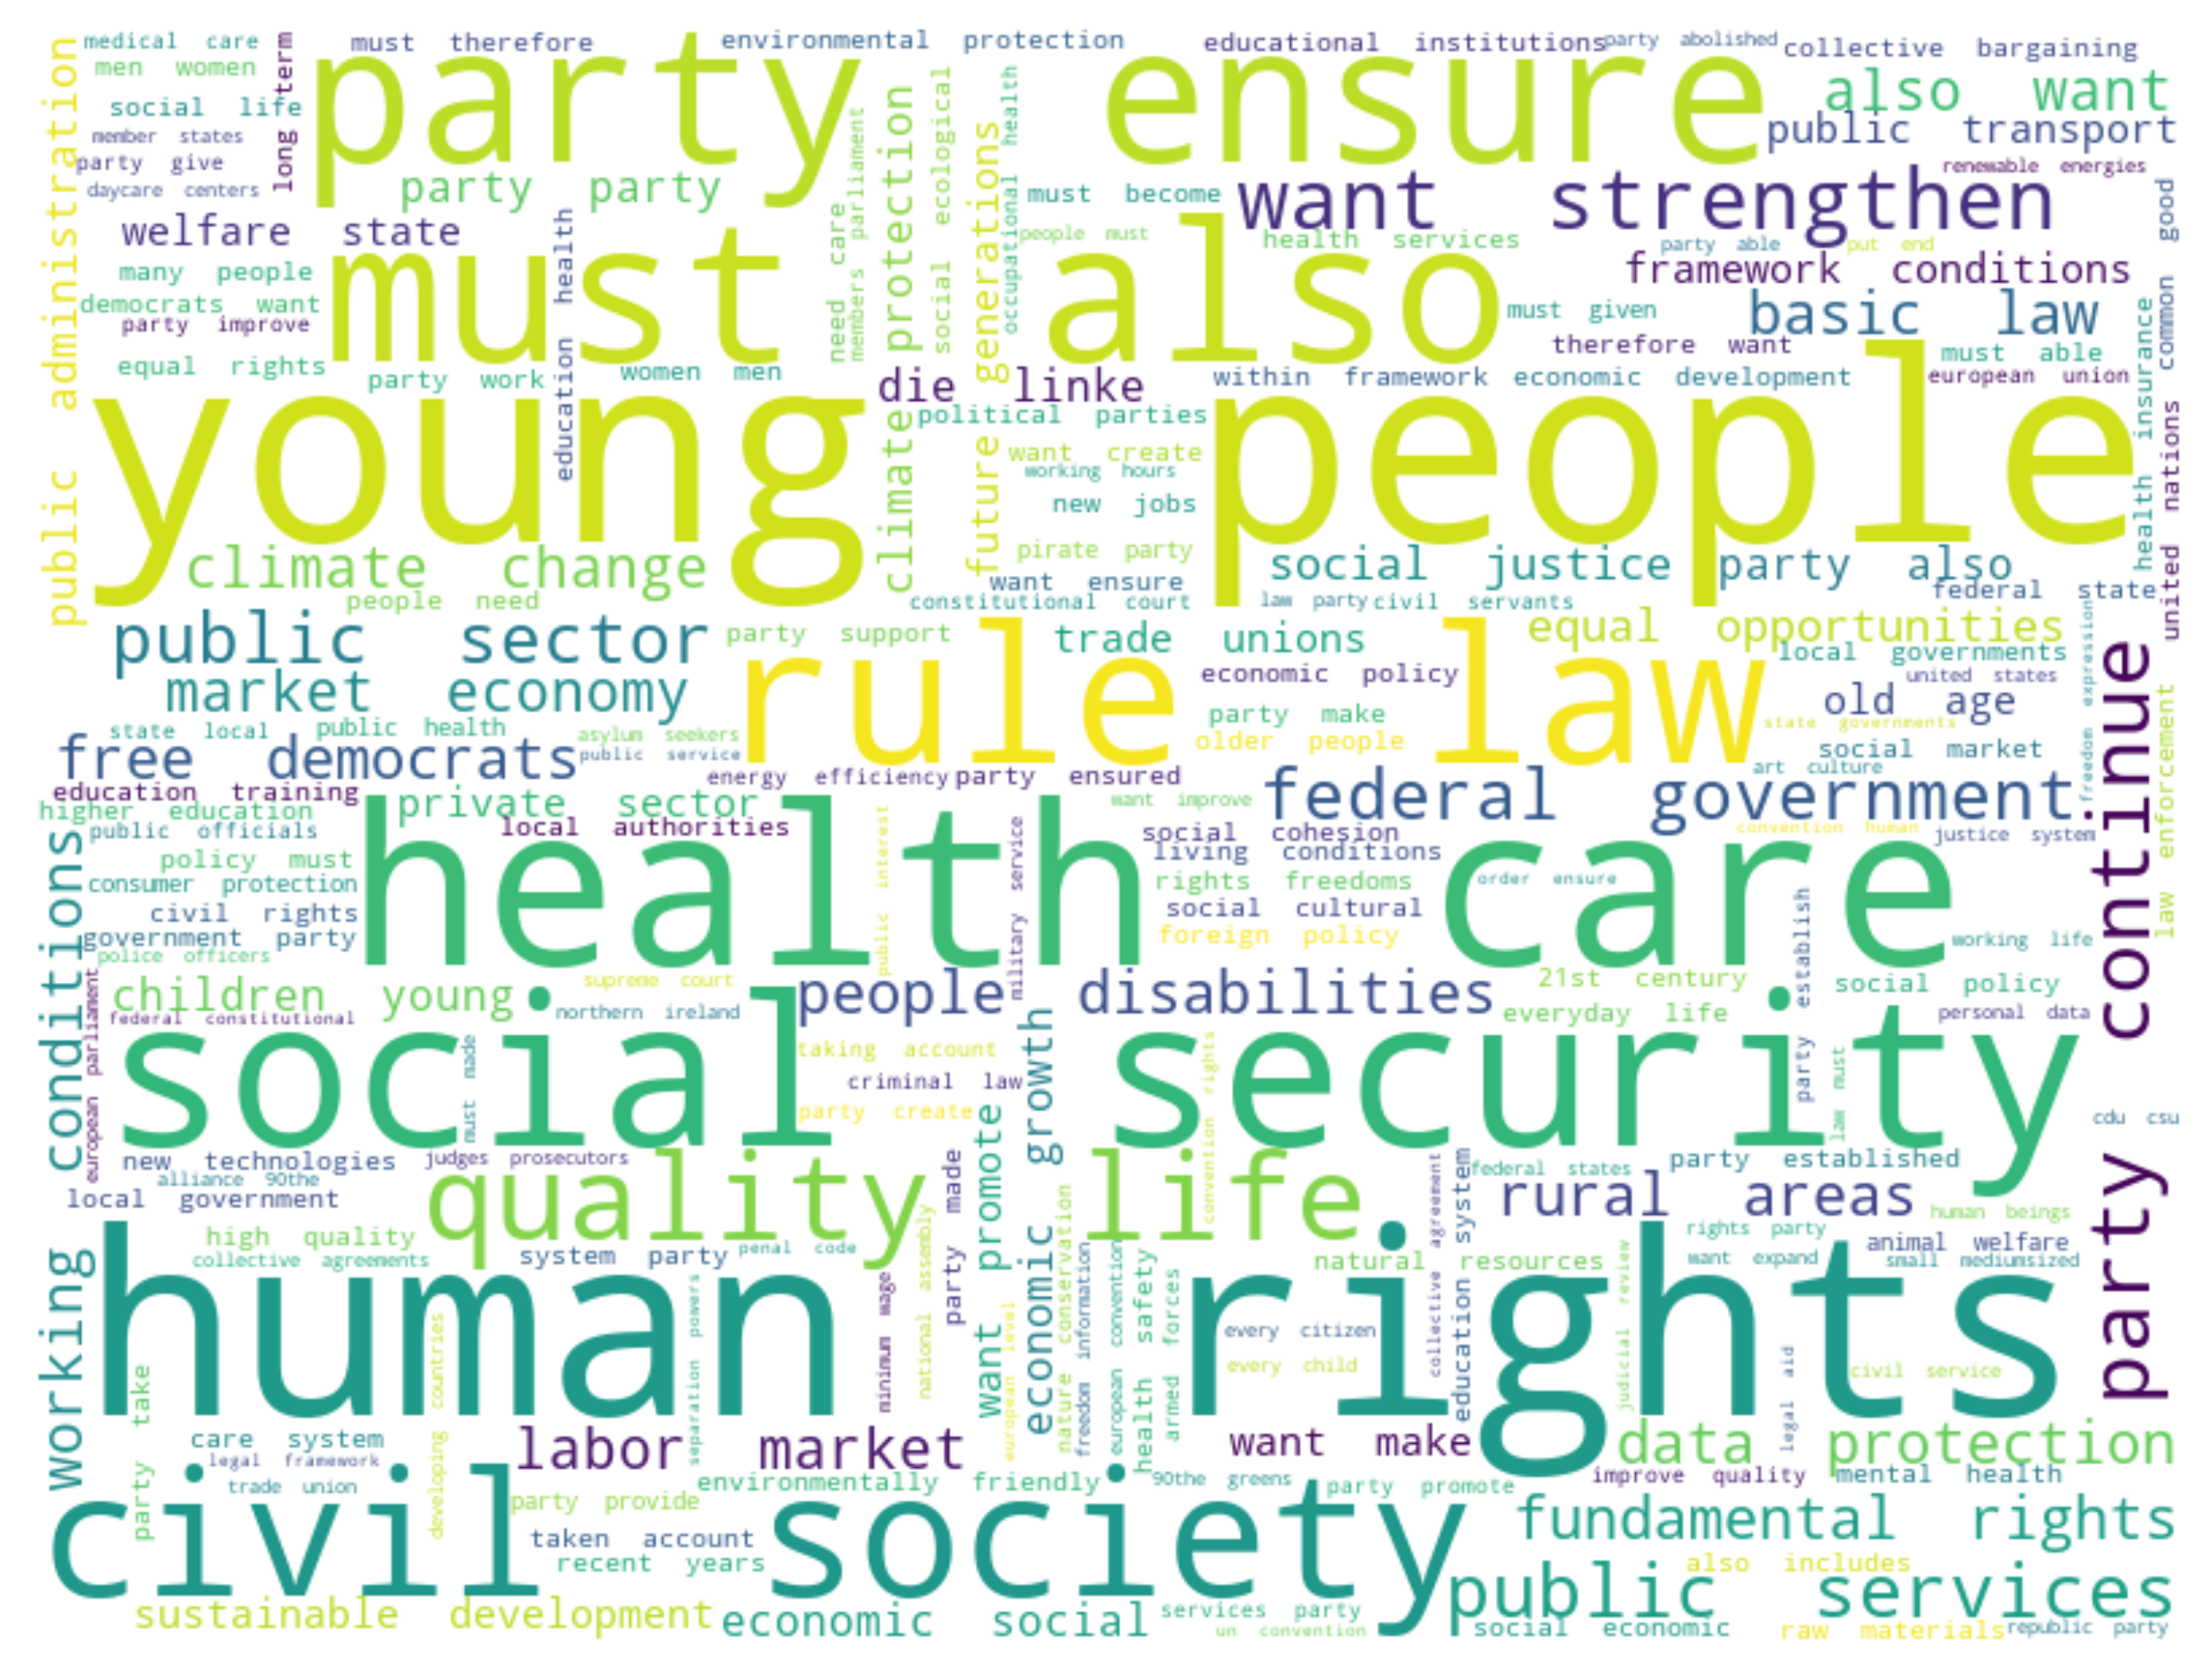 medical care
men women
social life
member states
party give
daycare centers
long term
public administration
must therefore
environmental protection
educational institutions
party abolished
collective bargaining
party
ensure
also want
public transport
renewable energies
party party
must become
want strengthen
welfare state
education health
need care
members parliament
climate protection
social ecological
future generations
occupational health
people must
health services
party able
put end
common good
many people
must
also
framework conditions
democrats want
party improve
must given
basic law
health insurance
equal rights
party work
women men
therefore want
must able
die linke
within framework
economic development
european union
young
people
political parties
want create
working hours
new jobs
united nations
pirate party
climate change
want ensure
social justice
party also
people need
constitutional court
law party
civil servants
federal state
public sector
party support
rule law
trade unions
equal opportunities
local governments
freedom expression
market economy
economic policy
united states
old age
state local
public health
asylum seekers
party make
state governments
law enforcement
free democrats
public service
older people
social market
art culture
education training
energy efficiency
party ensured
federal government
party continue
higher education
private sector
want improve
public officials
local authorities
social cohesion
convention human
justice system
health care
policy must
public interest
military service
living conditions
consumer protection
rights freedoms
order ensure
civil rights
social cultural
government party
foreign policy
working life
police officers
working conditions
european parliament
children young
supreme court
people disabilities
21st century
party establish
social policy
federal constitutional
northern ireland
everyday life
personal data
social security
must made
taking account
economic growth
convention rights
law must
criminal law
party create
want promote
cdu csu
new technologies
judges prosecutors
party made
federal states
party established
alliance 90the
local government
quality life
collective agreement
education system
rural areas
human beings
high quality
system party
penal code
national assembly
nature conservation
rights party
animal welfare
collective agreements
natural resources
want expand
small mediumsized
human rights
separation powers
minimum wage
european level
freedom information
european convention
health safety
armed forces
judicial review
developing countries
every citizen
every child
legal aid
civil service
party take
care system
labor market
want make
data protection
legal framework
trade union
environmentally friendly
90the greens
improve quality
mental health
civil society
party provide
party promote
fundamental rights
taken account
recent years
also includes
public services
sustainable development
economic social
services party
un convention
social economic
raw materials
republic party